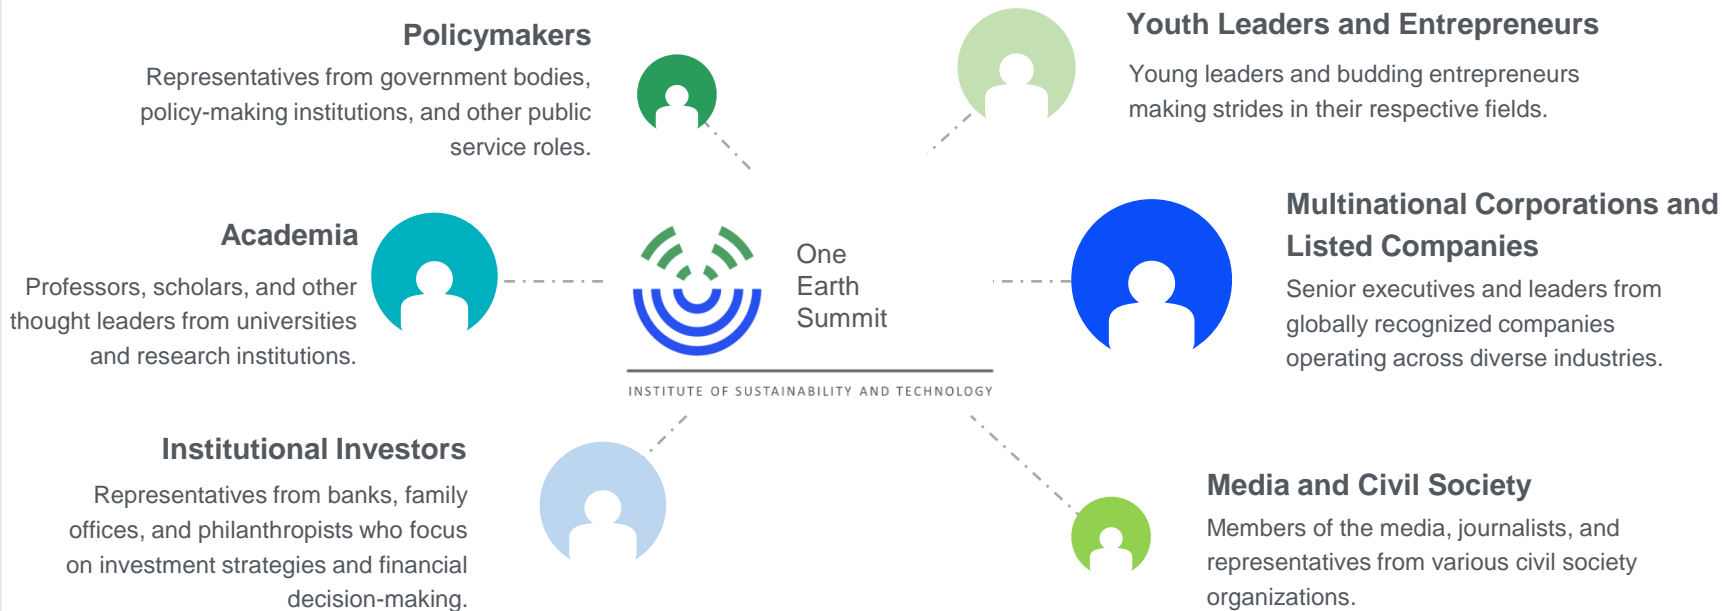 Policymakers
Representatives from government bodies,
policy-making institutions, and other public
service roles.
Youth Leaders and Entrepreneurs
Young leaders and budding entrepreneurs
making strides in their respective fields.
Academia
Professors, scholars, and other
thought leaders from universities
and research institutions.
One
Earth
Summit
INSTITUTE OF SUSTAINABILITY AND TECHNOLOGY
Multinational Corporations and
Listed Companies
Senior executives and leaders from
globally recognized companies
operating across diverse industries.
Institutional Investors
Representatives from banks, family
offices, and philanthropists who focus
on investment strategies and financial
decision-making.
Media and Civil Society
Members of the media, journalists, and
representatives from various civil society
organizations.